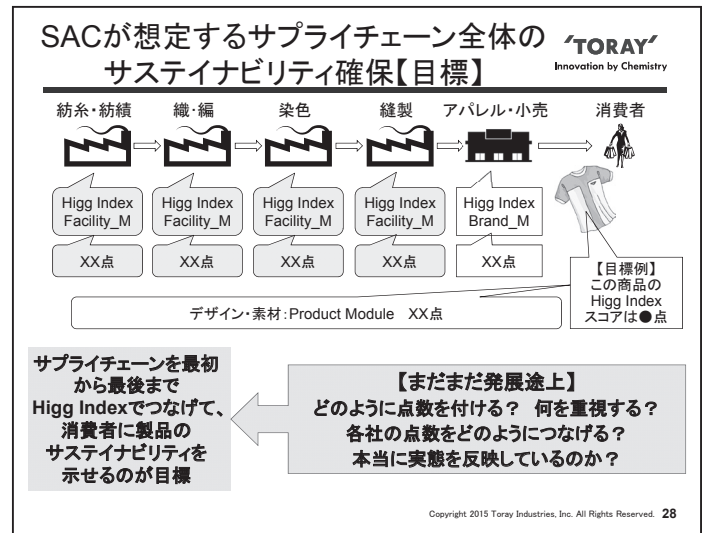 SACが想定するサプライチェーン全体の
サステイナビリティ確保【目標】
'TORAY'
Innovation by Chemistry
紡糸・紡績
織・編
染色
縫製
アパレル・小売
消費者
Higg Index
Facility_M
Higg Index
Facility_M
Higg Index
Facility_M
Higg Index
Facility_M
Higg Index
Brand_M
XX点
XX点
XX点
XX点
XX点
【目標例】
この商品の
Higg Index
スコアは●点
デザイン・素材:Product Module　XX点
サプライチェーンを最初
から最後まで
Higg Indexでつなげて、
消費者に製品の
サステイナビリティを
示せるのが目標
【まだまだ発展途上】
どのように点数を付ける？　何を重視する？
各社の点数をどのようにつなげる？
本当に実態を反映しているのか？
Copyright 2015 Toray Industries, Inc. All Rights Reserved. 28